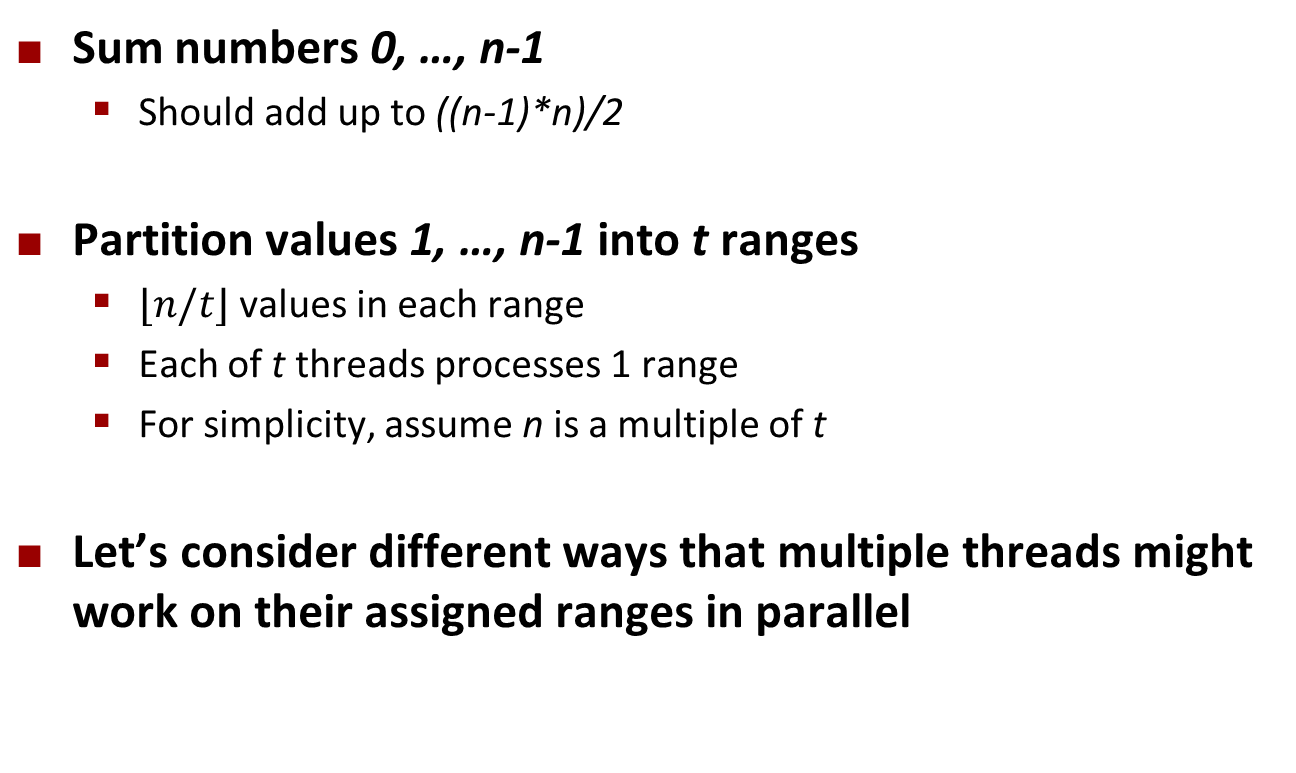 ■ Sum numbers 0, …, n-1
▪ Should add up to ((n-1)*n)/2
■ Partition values 1, …, n-1 into t ranges
▪ ⌊n/t⌋ values in each range
▪ Each of t threads processes 1 range
▪ For simplicity, assume n is a multiple of t
■ Let’s consider different ways that multiple threads might
work on their assigned ranges in parallel